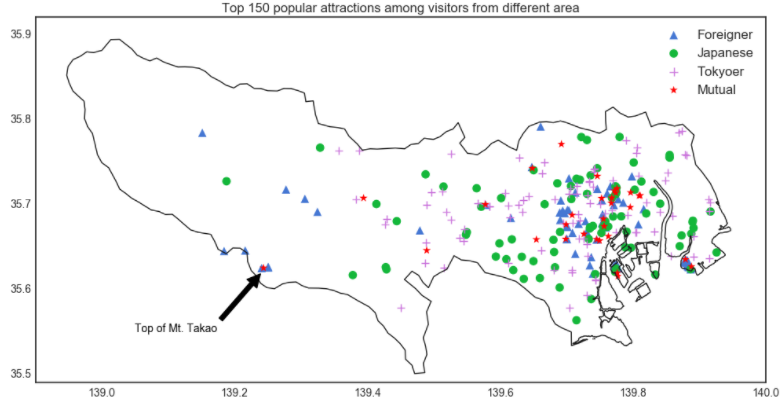 Top 150 popular attractions among visitors from different area
35.9
35.8
35.7
35.6
35.5
Foreigner
Japanese
Tokyoer
Mutual
Top of Mt. Takao
139.0 139.2 139.4 139.6 139.8 140.0